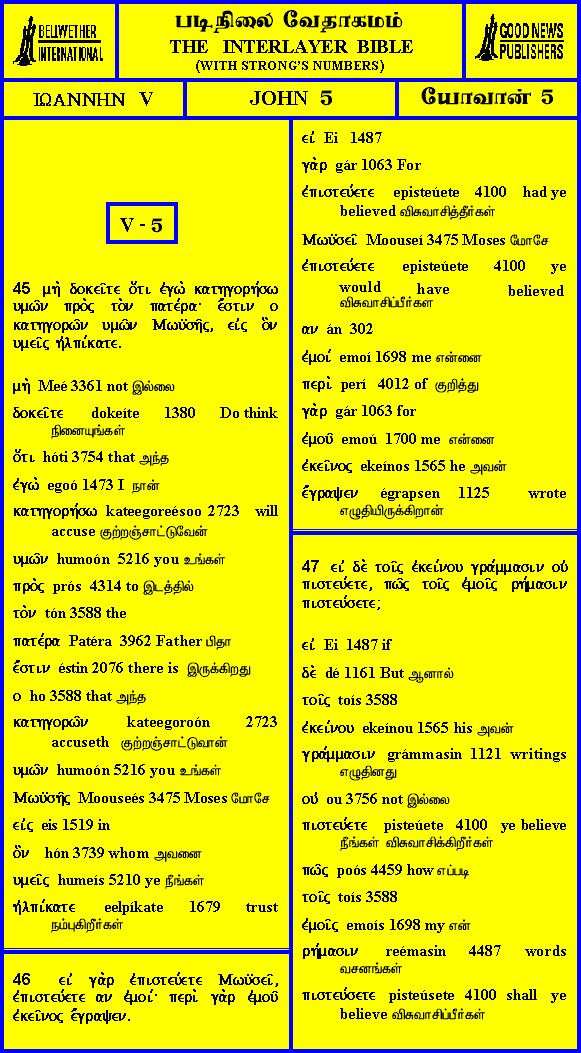 BELLWETHER
INTERNATIONAL
படிநிலை வேதாகமம்
THE INTERLAYER BIBLE
(WITH STRONG'S NUMBERS)
GOOD NEWS
PUBLISHERS
ΙΩΑΝΝΗΝ V
JOHN 5
யோவான் 5
V - 5
45 μὴ δοκεῖτε ὅτι ἐγὼ κατηγορήσω
υμῶν πρὸς τὸν πατέρα· ἔστιν ο
κατηγορῶν υμῶν Μωϋσῆς, εἰς ὃν
υμεῖς ἠλπίκατε.
μὴ Meé 3361 not இல்லை
δοκεῖτε dokeíte 1380 Do think
நினையுங்கள்
ὅτι hóti 3754 that அந்த
ἐγὼ egoó 1473 I நான்
κατηγορήσω kateegoreésoo 2723 will
accuse குற்றஞ்சாட்டுவேன்
υμῶν humoón 5216 you உங்கள்
πρὸς prós 4314 to இடத்தில்
τὸν tón 3588 the
πατέρα Patéra 3962 Father பிதா
ἔστιν éstin 2076 there is இருக்கிறது
ο ho 3588 that அந்த
κατηγορῶν kateegoroón 2723
accuseth குற்றஞ்சாட்டுவான்
υμῶν humoón 5216 you உங்கள்
Μωϋσῆς Moouseés 3475 Moses மோசே
εἰς eis 1519 in
ὃν hón 3739 whom அவனை
υμεῖς humeís 5210 ye நீங்கள்
ἠλπίκατε eelpíkate 1679 trust
நம்புகிறீர்கள்
46 εἰ γὰρ ἐπιστεύετε Μωϋσεῖ,
ἐπιστεύετε αν ἐμοί· περὶ γὰρ ἐμοῦ
ἐκεῖνος ἔγραψεν.
εἰ Ei 1487
γὰρ gár 1063 For
ἐπιστεύετε episteúete 4100 had ye
believed விசுவாசித்தீர்கள்
Μωϋσεῖ Moouseí 3475 Moses மோசே
ἐπιστεύετε episteúete 4100 ye
would have believed
விசுவாசிப்பீர்கள்
αν án 302
ἐμοί emoí 1698 me என்னை
περὶ perí 4012 of குறித்து
γὰρ gár 1063 for
ἐμοῦ emoú 1700 me என்னை
ἐκεῖνος ekeínos 1565 he அவன்
ἔγραψεν égrapsen 1125 wrote
எழுதியிருக்கிறான்
47 εἰ δὲ τοῖς ἐκείνου γράμμασιν οὐ
πιστεύετε, πῶς τοῖς ἐμοῖς ρήμασιν
πιστεύσετε;
εἰ Ei 1487 if
δὲ dé 1161 But ஆனால்
τοῖς toís 3588
ἐκείνου ekeínou 1565 his அவன்
γράμμασιν grámmasin 1121 writings
எழுதினது
οὐ ou 3756 not இல்லை
πιστεύετε pisteúete 4100 ye believe
நீங்கள் விசுவாசிக்கிறீர்கள்
πῶς poós 4459 how எப்படி
τοῖς toís 3588
ἐμοῖς emoís 1698 my என்
ρήμασιν reémasin 4487 words
வசனங்கள்
πιστεύσετε pisteúsete 4100 shall ye
believe விசுவாசிப்பீர்கள்